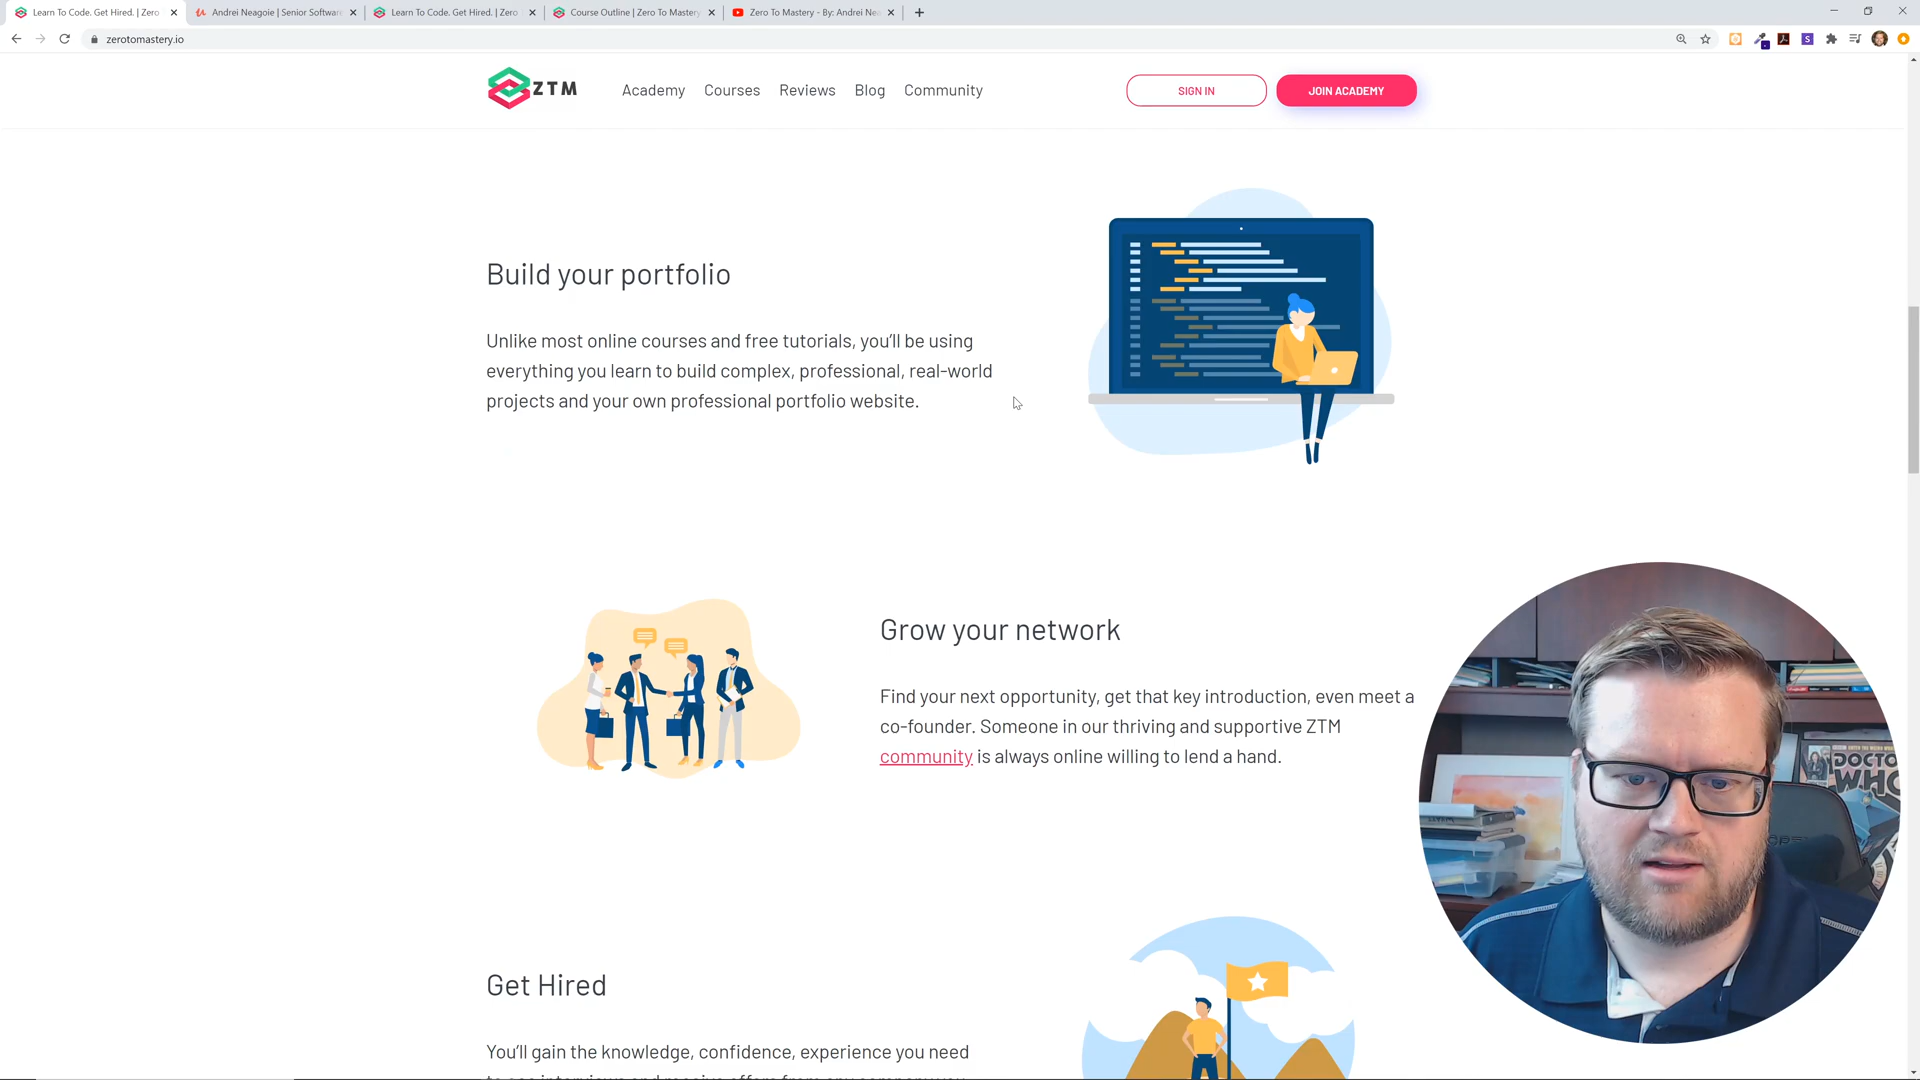 Learn To Code. Get Hired. | Zero
Andrei Neagoie | Senior Software
Learn To Code. Get Hired. | Zero
Course Outline | Zero To Mastery
Zero To Mastery - By: Andrei Nea
zerotomastery.io
ZTM
Academy
Courses
Reviews
Blog
Community
SIGN IN
JOIN ACADEMY
Build your portfolio
Unlike most online courses and free tutorials, you'll be using
everything you learn to build complex, professional, real-world
projects and your own professional portfolio website.
Grow your network
Find your next opportunity, get that key introduction, even meet a
co-founder. Someone in our thriving and supportive ZTM
community is always online willing to lend a hand.
DOCTO
WHO
Get Hired
You'll gain the knowledge, confidence, experience you need